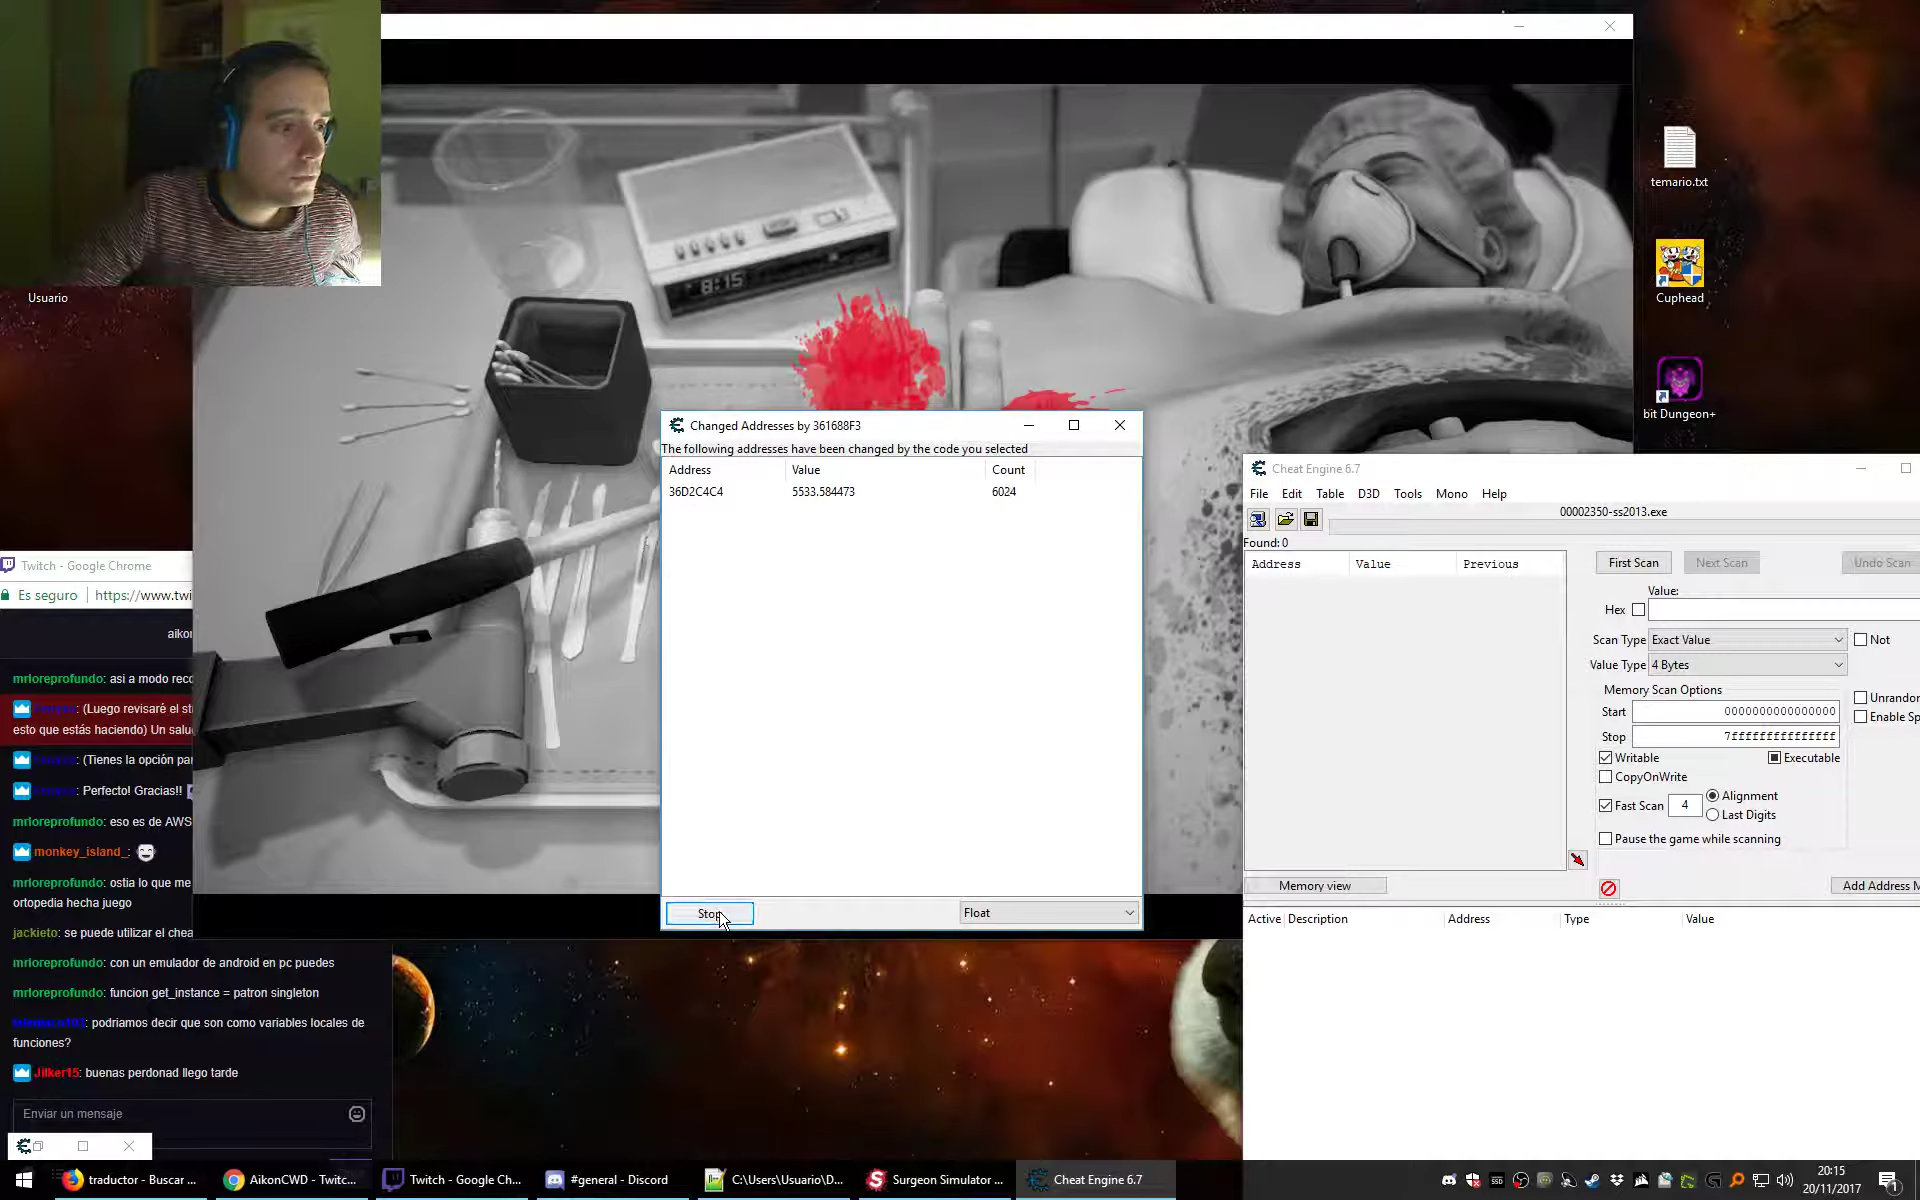 8:15
Usuario
temario.txt
Cuphead
bit Dungeon+
Changed Addresses by 361688F3
The following addresses have been changed by the code you selected
Address Value Count
36D2C4C4 5533.584473 6024
Stop
Float
Cheat Engine 6.7
File Edit Table D3D Tools Mono Help
00002350-ss2013.exe
Found: 0
Address Value Previous
First Scan Next Scan Undo Scan
Value:
Hex
Scan Type Exact Value Not
Value Type 4 Bytes
Memory Scan Options
Start 0000000000000000
Stop 7fffffffffffffff
Unrandor
Enable Sp
Writable Executable
CopyOnWrite
Fast Scan 4 Alignment
Last Digits
Pause the game while scanning
Memory view
Add Address M
Active Description Address Type Value
Twitch - Google Chrome
Es seguro https://www.twi
aikor
mrloreprofundo: asi a modo reco
: (Luego revisaré el st
esto que estás haciendo) Un salu
: (Tienes la opción par
: Perfecto! Gracias!!
mrloreprofundo: eso es de AWS
monkey_island_:
mrloreprofundo: ostia lo que me
ortopedia hecha juego
jackieto: se puede utilizar el chea
mrloreprofundo: con un emulador de android en pc puedes
mrloreprofundo: funcion get_instance = patron singleton
: podriamos decir que son como variables locales de
funciones?
Jilker15: buenas perdonad llego tarde
Enviar un mensaje
traductor - Buscar ...
AikonCWD - Twitc...
Twitch - Google Ch...
#general - Discord
C:\Users\Usuario\D...
Surgeon Simulator ...
Cheat Engine 6.7
20:15
20/11/2017